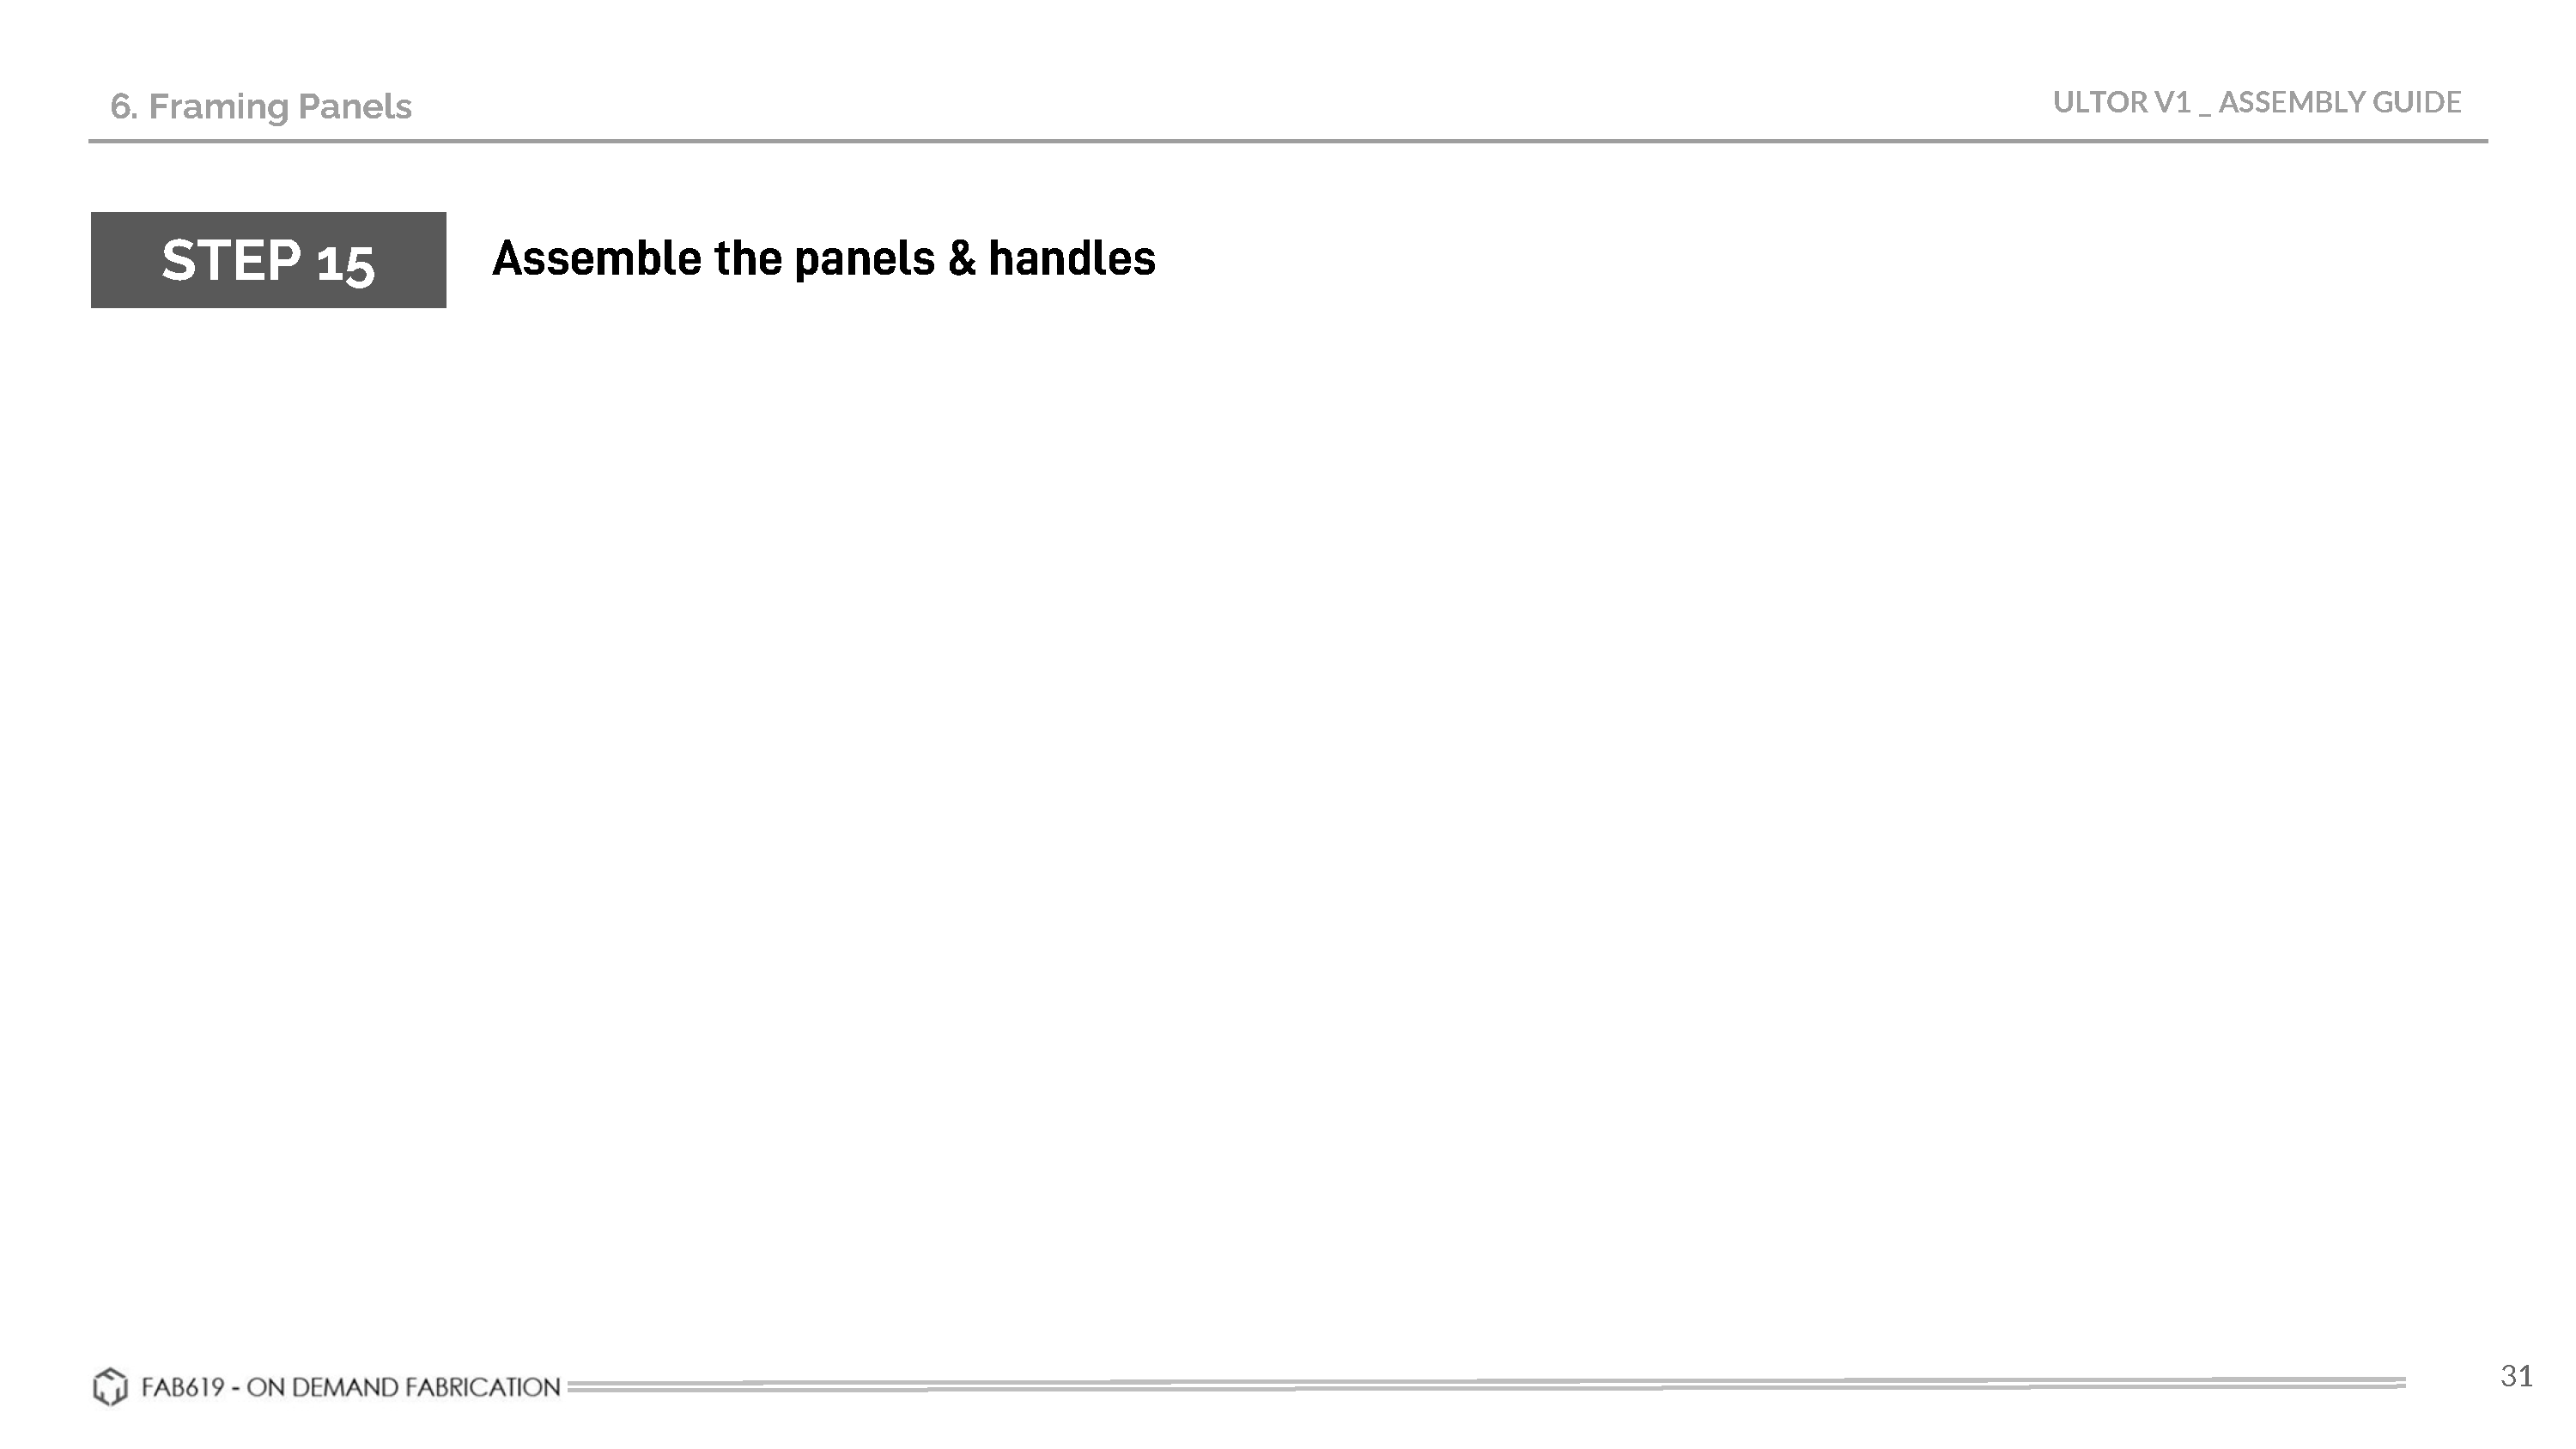 6. Framing Panels
ULTOR V1 _ ASSEMBLY GUIDE
STEP 15
Assemble the panels & handles
FAB619 - ON DEMAND FABRICATION
31